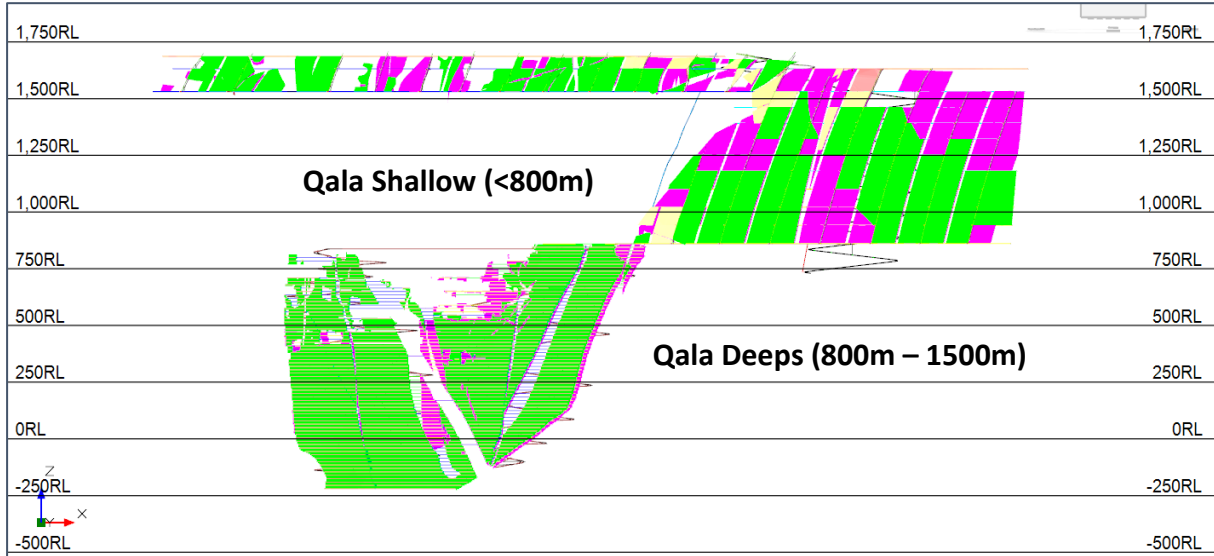 1,750RL 1,750RL
1,500RL 1,500RL
1,250RL 1,250RL
Qala Shallow (<800m)
1,000RL 1,000RL
750RL 750RL
500RL 500RL
Qala Deeps (800m – 1500m)
250RL 250RL
0RL 0RL
Z
-250RL -250RL
Y X
-500RL -500RL